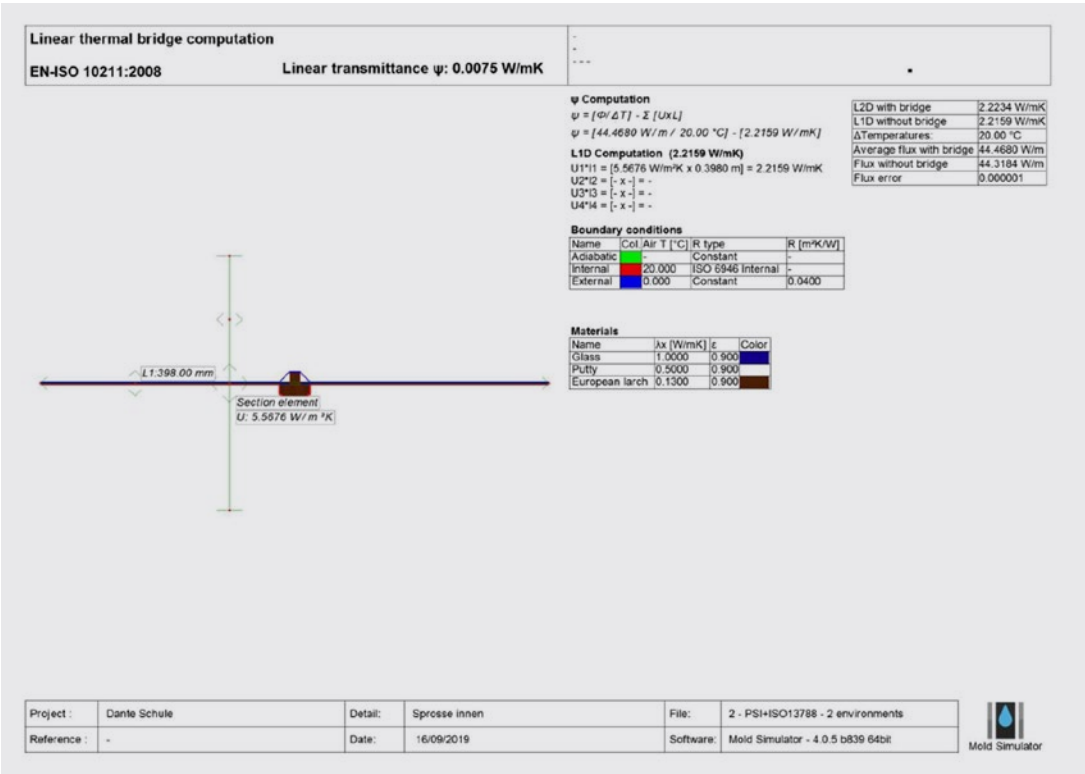 Linear thermal bridge computation
EN-ISO 10211:2008 Linear transmittance ψ: 0.0075 W/mK
-
-
- - -
ψ Computation
ψ = [Φ/ΔT] - Σ [UxL]
ψ = [44.4680 W/m / 20.00 °C] - [2.2159 W/mK]
L1D Computation (2.2159 W/mK)
U1*l1 = [5.5676 W/m²K x 0.3980 m] = 2.2159 W/mK
U2*l2 = [- x -] = -
U3*l3 = [- x -] = -
U4*l4 = [- x -] = -
L2D with bridge 2.2234 W/mK
L1D without bridge 2.2159 W/mK
ΔTemperatures: 20.00 °C
Average flux with bridge 44.4680 W/m
Flux without bridge 44.3184 W/m
Flux error 0.000001
Boundary conditions
Name Col. Air T [°C] R type R [m²K/W]
Adiabatic - Constant -
Internal 20.000 ISO 6946 Internal -
External 0.000 Constant 0.0400
Materials
Name λx [W/mK] ε Color
Glass 1.0000 0.900
Putty 0.5000 0.900
European larch 0.1300 0.900
L1:398.00 mm
Section element
U: 5.5676 W/m²K
Project : Dante Schule Detail: Sprosse innen File: 2 - PSI+ISO13788 - 2 environments
Reference : - Date: 16/09/2019 Software: Mold Simulator - 4.0.5 b839 64bit
Mold Simulator